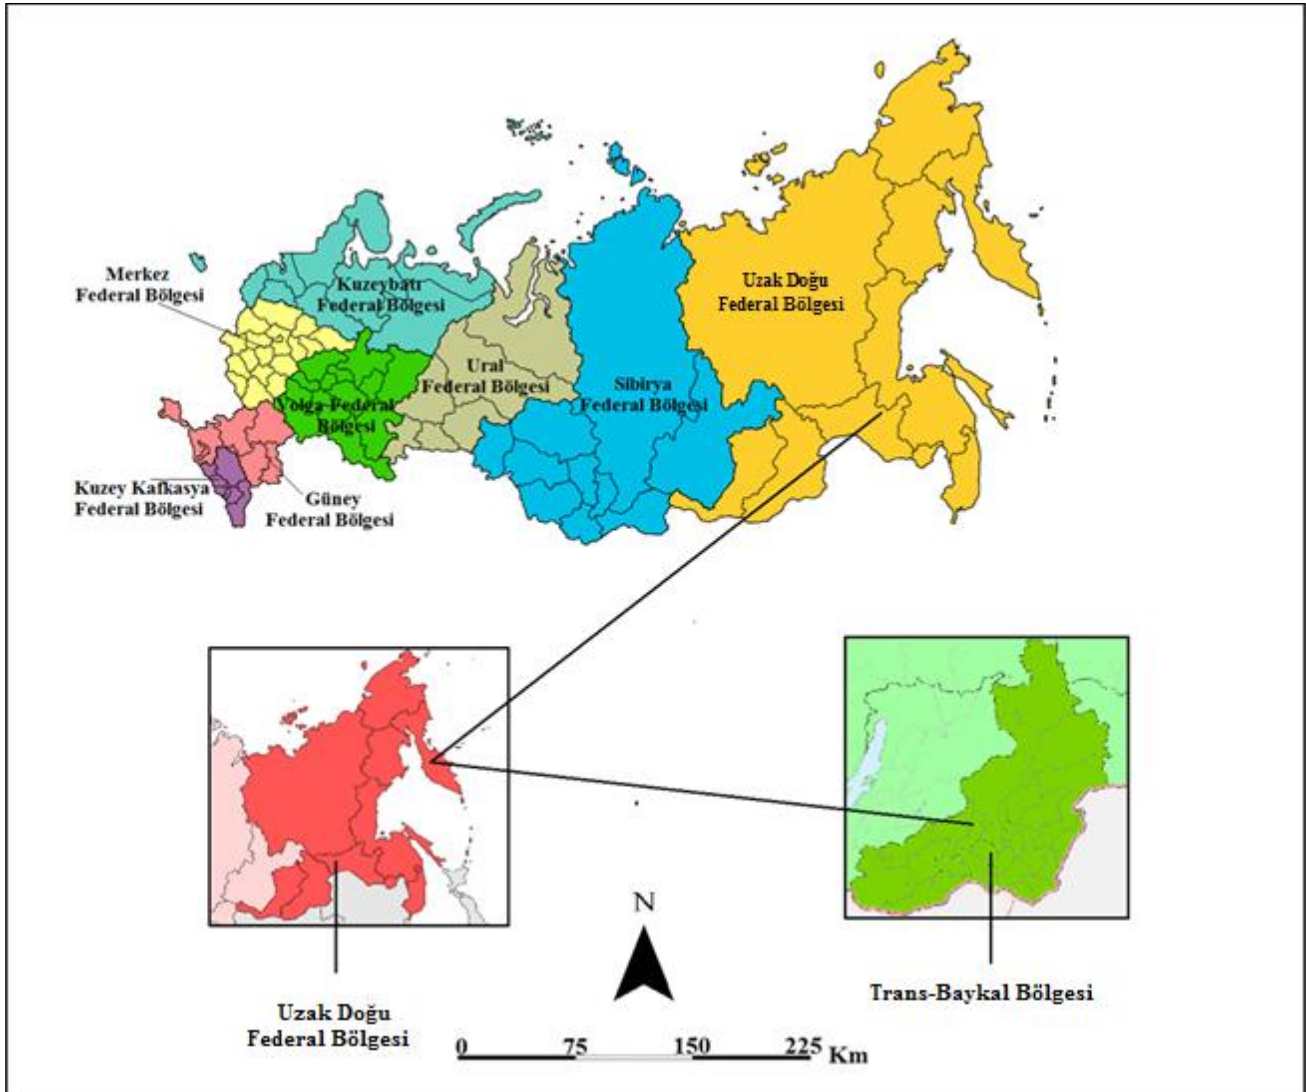 Merkez
Federal Bölgesi
Kuzeybatı
Federal Bölgesi
Uzak Doğu
Federal Bölgesi
Ural
Federal Bölgesi
Sibirya
Federal Bölgesi
Volga Federal
Bölgesi
Kuzey Kafkasya
Federal Bölgesi
Güney
Federal Bölgesi
N
Uzak Doğu
Federal Bölgesi
Trans-Baykal Bölgesi
0 75 150 225 Km